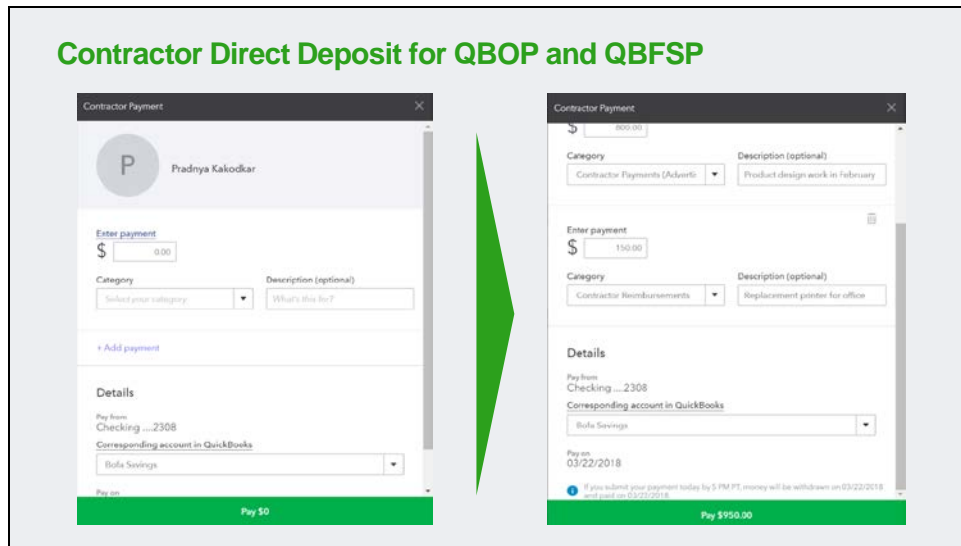 Contractor Direct Deposit for QBOP and QBFSP
Contractor Payment
P
Pradnya Kakodkar
Enter payment
$ 0.00
Category Description (optional)
Select your category What's this for?
+ Add payment
Details
Pay from
Checking ....2308
Corresponding account in QuickBooks
Bofa Savings
Pay on
Pay $0
Contractor Payment
$ 800.00
Category Description (optional)
Contractor Payments (Adverti Product design work in February
Enter payment
$ 150.00
Category Description (optional)
Contractor Reimbursements Replacement printer for office
Details
Pay from
Checking ....2308
Corresponding account in QuickBooks
Bofa Savings
Pay on
03/22/2018
If you submit your payment today by 5 PM PT, money will be withdrawn on 03/22/2018
and paid on 03/22/2018
Pay $950.00